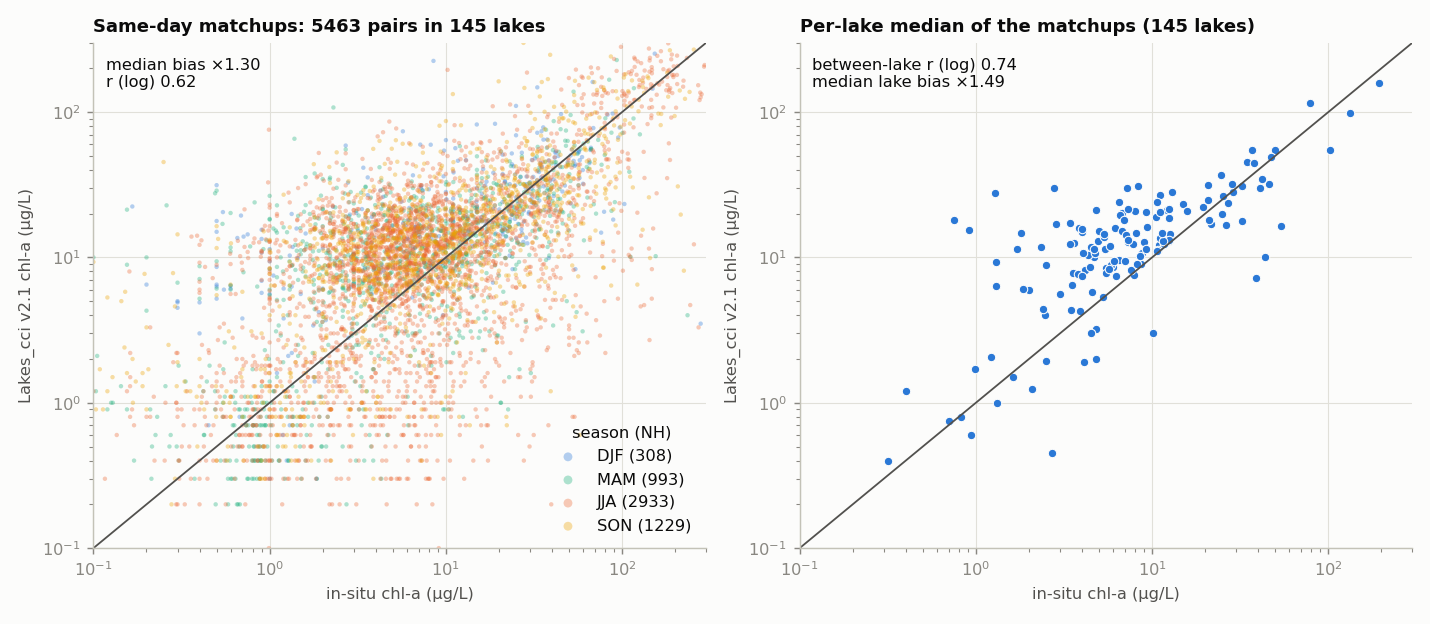 Same-day matchups: 5463 pairs in 145 lakes
median bias ×1.30
r (log) 0.62
Lakes_cci v2.1 chl-a (µg/L)
10²
10¹
10⁰
10⁻¹
season (NH)
DJF (308)
MAM (993)
JJA (2933)
SON (1229)
10⁻¹ 10⁰ 10¹ 10²
in-situ chl-a (µg/L)
Per-lake median of the matchups (145 lakes)
between-lake r (log) 0.74
median lake bias ×1.49
Lakes_cci v2.1 chl-a (µg/L)
10²
10¹
10⁰
10⁻¹
10⁻¹ 10⁰ 10¹ 10²
in-situ chl-a (µg/L)